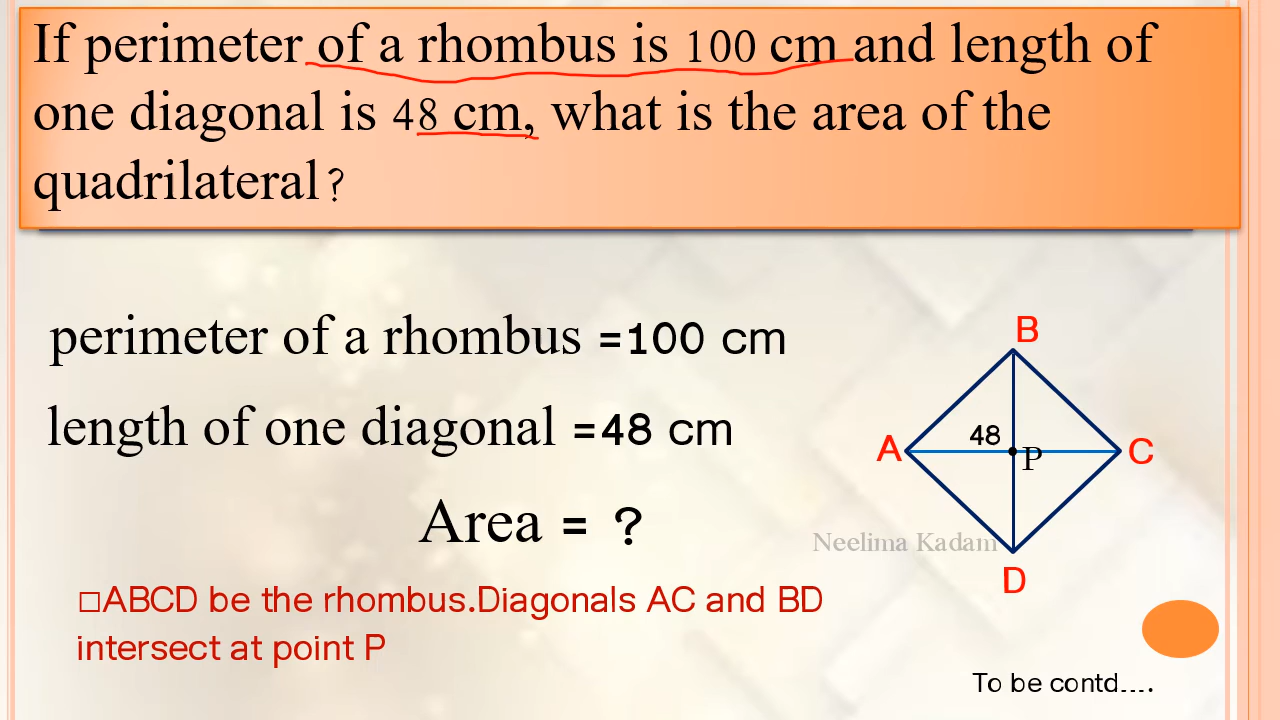 If perimeter of a rhombus is 100 cm and length of
one diagonal is 48 cm, what is the area of the
quadrilateral?
perimeter of a rhombus =100 cm
length of one diagonal =48 cm
Area = ?
□ABCD be the rhombus.Diagonals AC and BD
intersect at point P
B
48
A
P
C
Neelima Kadam
D
To be contd....